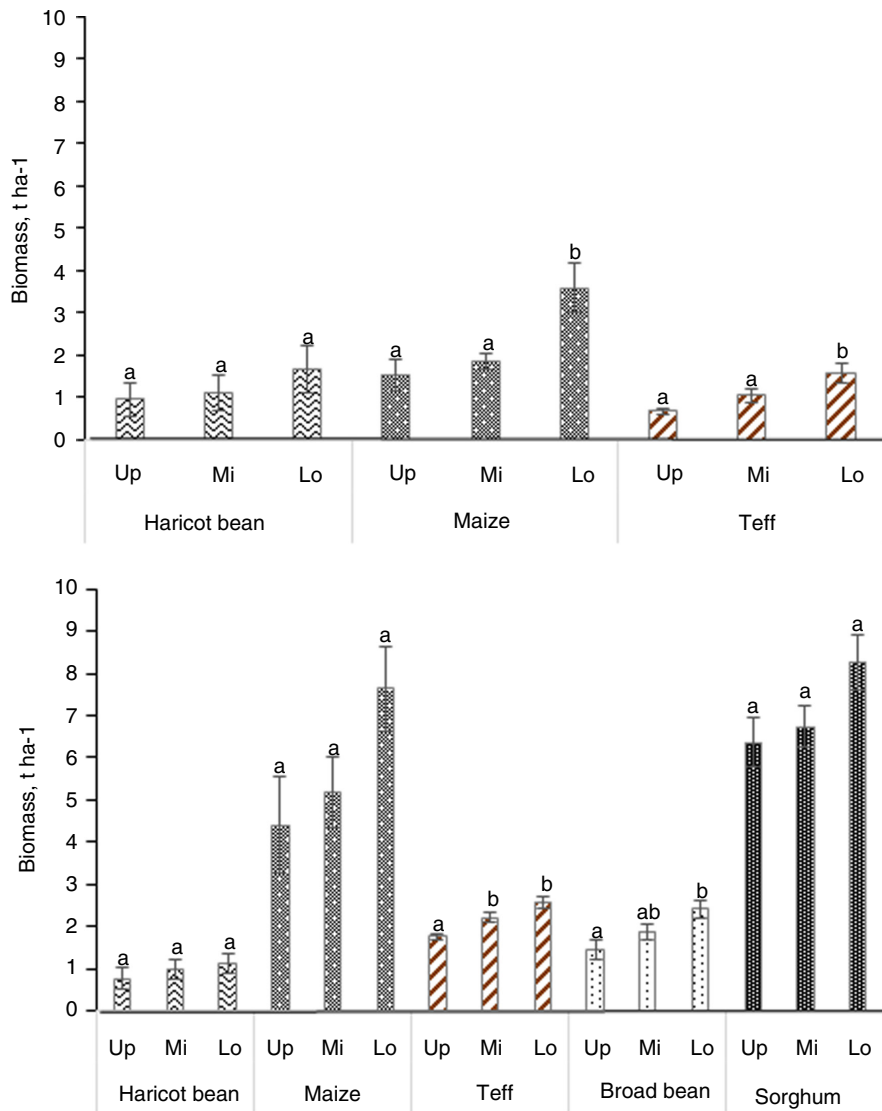 10
9
8
7
6
5
4
3
2
1
0
Biomass, t ha-1
a a a a a b a a b
Up Mi Lo Up Mi Lo Up Mi Lo
Haricot bean Maize Teff
10
9
8
7
6
5
4
3
2
1
0
Biomass, t ha-1
a a a a a a a b b a ab b a a a
Up Mi Lo Up Mi Lo Up Mi Lo Up Mi Lo Up Mi Lo
Haricot bean Maize Teff Broad bean Sorghum